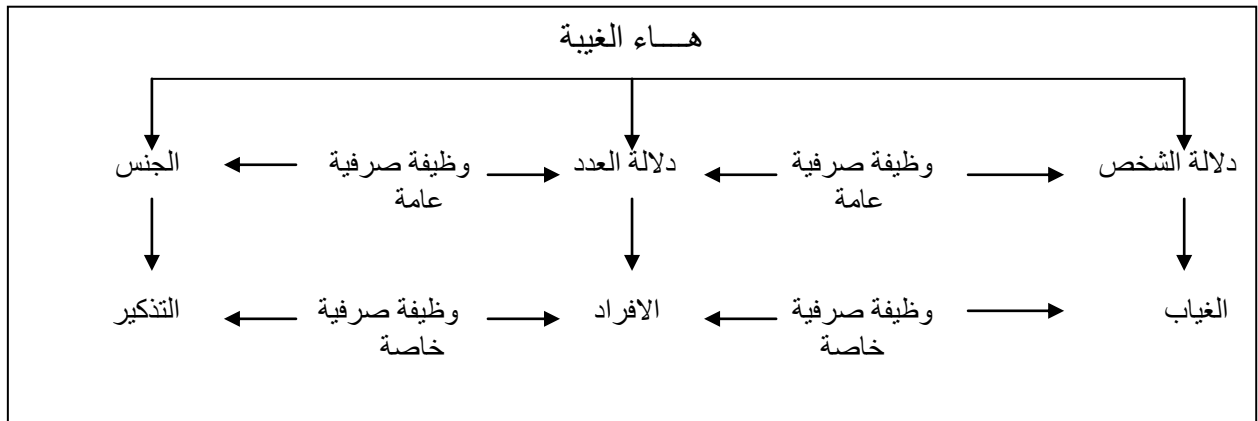 هــــاء الغيبة
دلالة الشخص
وظيفة صرفية
عامة
دلالة العدد
وظيفة صرفية
عامة
الجنس
الغياب
وظيفة صرفية
خاصة
الافراد
وظيفة صرفية
خاصة
التذكير